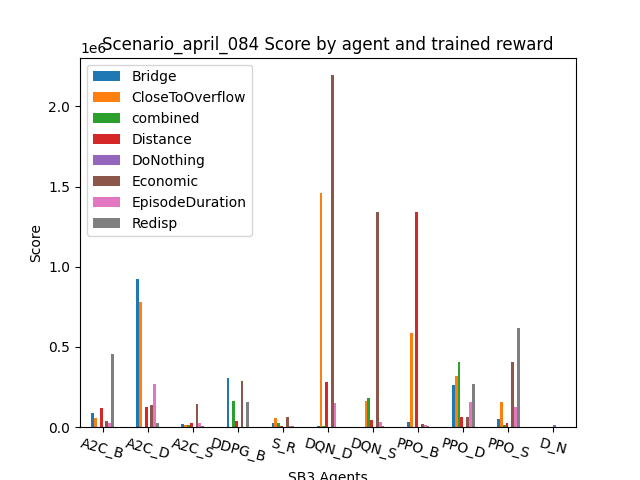 Scenario_april_084 Score by agent and trained reward
1e6
Bridge
CloseToOverflow
combined
Distance
DoNothing
Economic
EpisodeDuration
Redisp
2.0
1.5
1.0
0.5
0.0
Score
A2C_B
A2C_D
A2C_S
DDPG_B
S_R
DQN_D
DQN_S
PPO_B
PPO_D
PPO_S
D_N
SB3 Agents